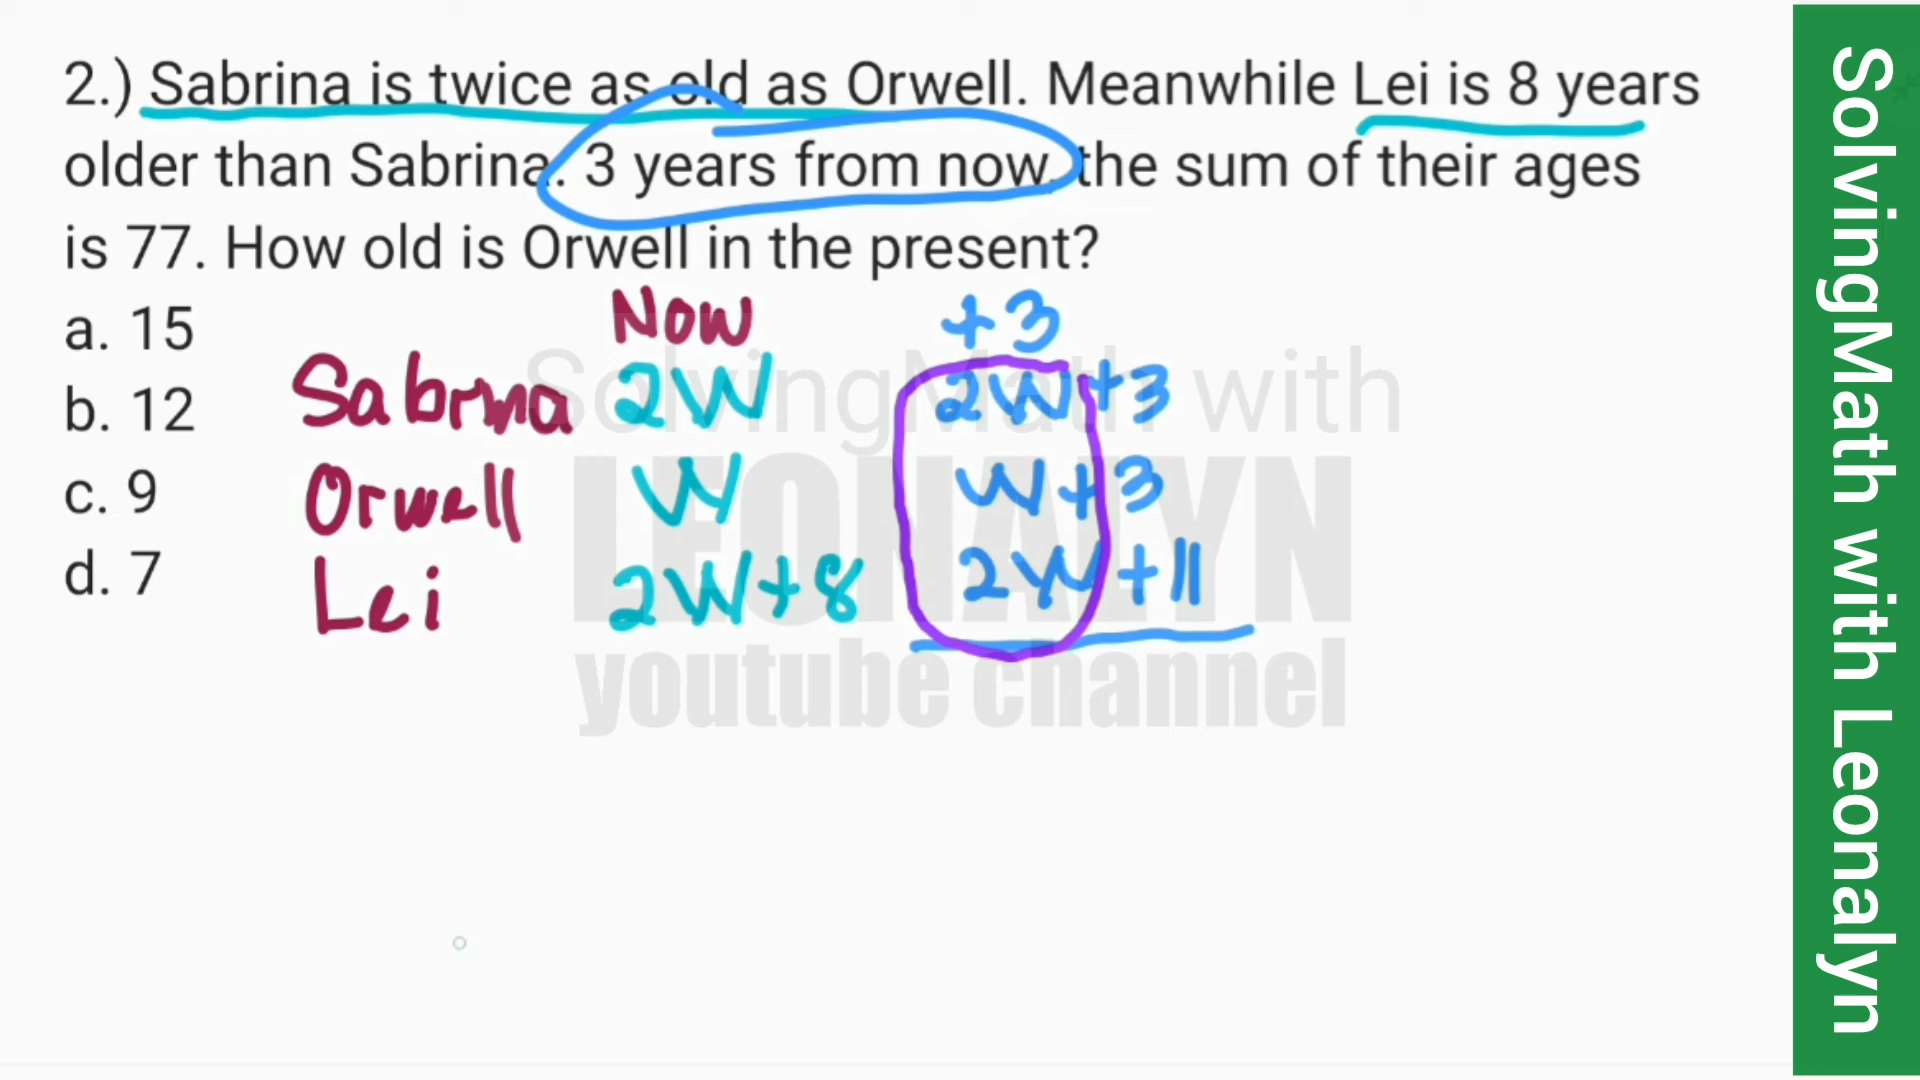 2.) Sabrina is twice as old as Orwell. Meanwhile Lei is 8 years
older than Sabrina. 3 years from now, the sum of their ages
is 77. How old is Orwell in the present?
a. 15
b. 12
c. 9
d. 7
Now +3
Sabrina 2W 2W+3
Orwell W W+3
Lei 2W+8 2W+11
SolvingMath with
LEONALYN
youtube channel
SolvingMath with Leonalyn